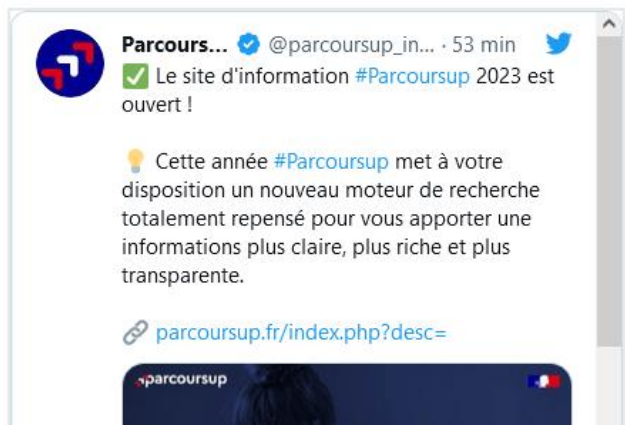 Parcours... @parcoursup_in... · 53 min
✅ Le site d'information #Parcoursup 2023 est
ouvert !
💡 Cette année #Parcoursup met à votre
disposition un nouveau moteur de recherche
totalement repensé pour vous apporter une
informations plus claire, plus riche et plus
transparente.
🔗 parcoursup.fr/index.php?desc=
parcoursup